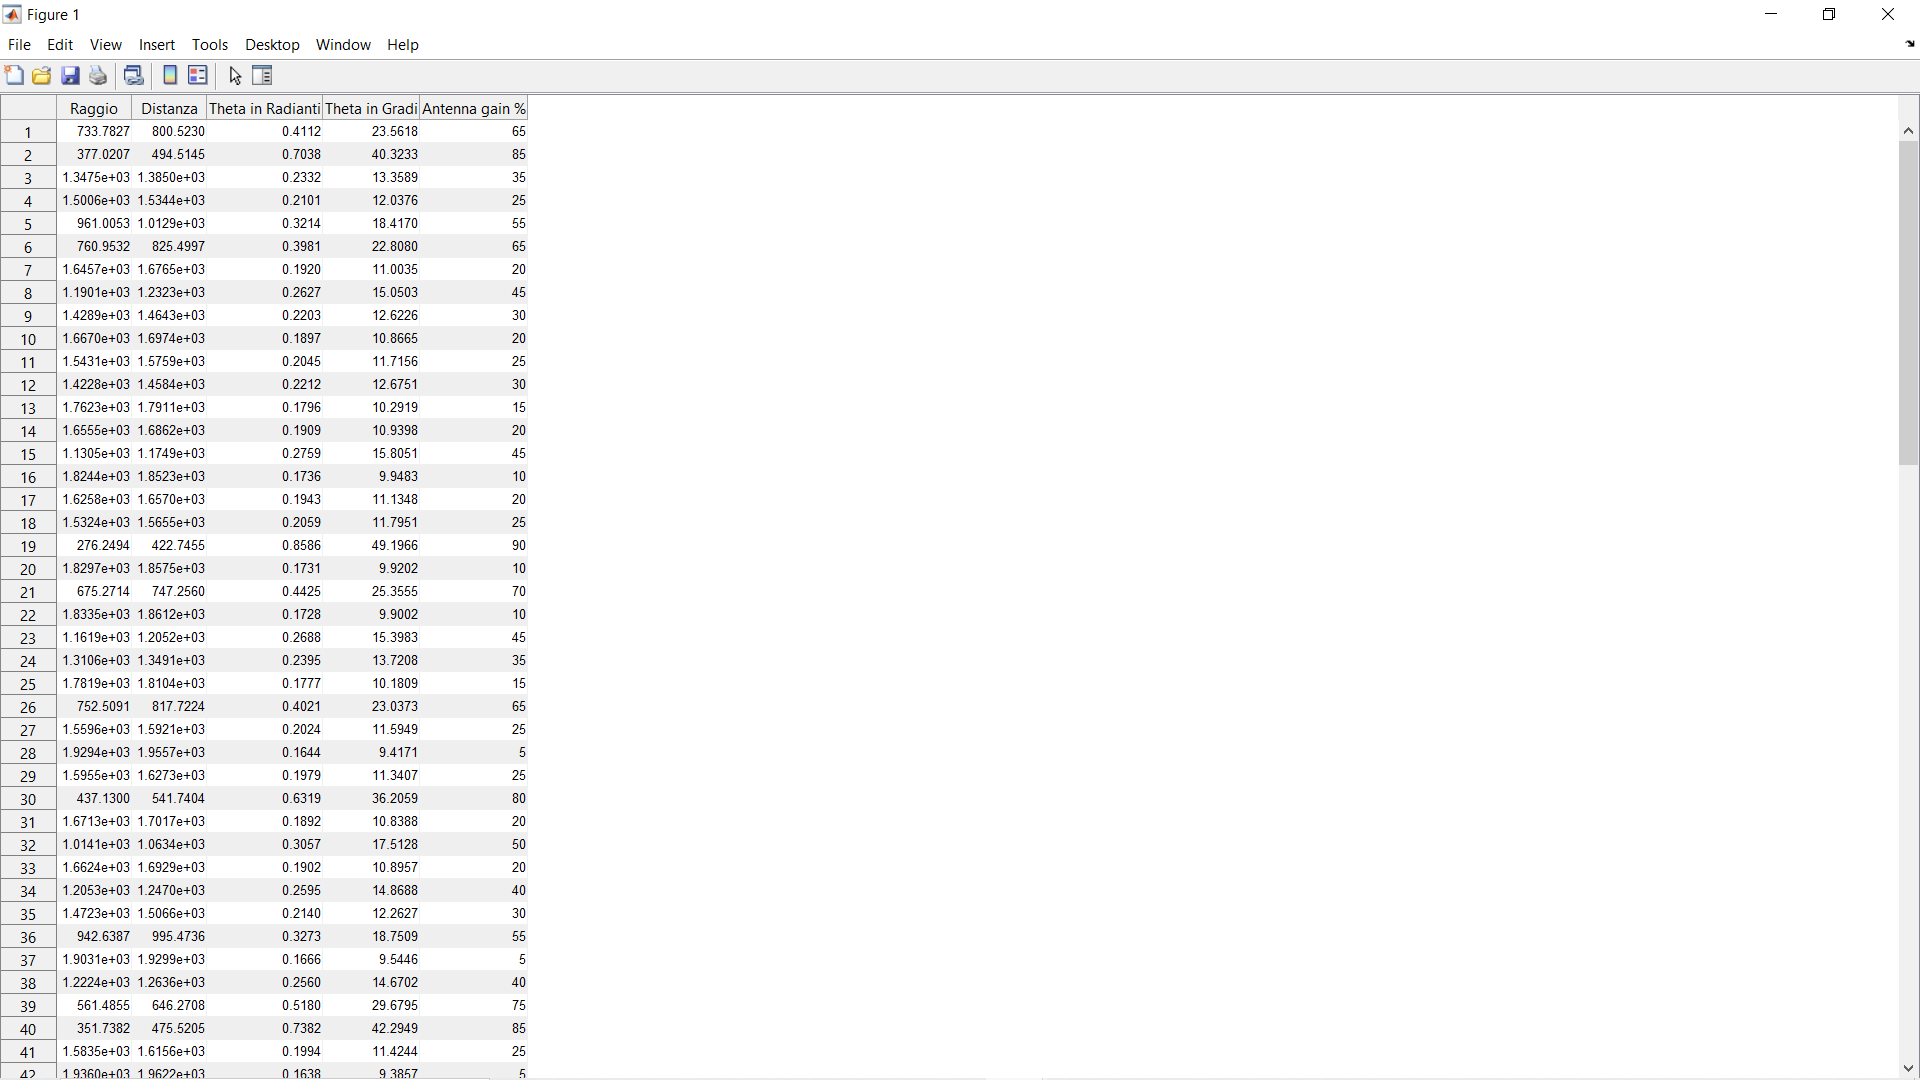 Figure 1
File Edit View Insert Tools Desktop Window Help
Raggio Distanza Theta in Radianti Theta in Gradi Antenna gain %
1 733.7827 800.5230 0.4112 23.5618 65
2 377.0207 494.5145 0.7038 40.3233 85
3 1.3475e+03 1.3850e+03 0.2332 13.3589 35
4 1.5006e+03 1.5344e+03 0.2101 12.0376 25
5 961.0053 1.0129e+03 0.3214 18.4170 55
6 760.9532 825.4997 0.3981 22.8080 65
7 1.6457e+03 1.6765e+03 0.1920 11.0035 20
8 1.1901e+03 1.2323e+03 0.2627 15.0503 45
9 1.4289e+03 1.4643e+03 0.2203 12.6226 30
10 1.6670e+03 1.6974e+03 0.1897 10.8665 20
11 1.5431e+03 1.5759e+03 0.2045 11.7156 25
12 1.4228e+03 1.4584e+03 0.2212 12.6751 30
13 1.7623e+03 1.7911e+03 0.1796 10.2919 15
14 1.6555e+03 1.6862e+03 0.1909 10.9398 20
15 1.1305e+03 1.1749e+03 0.2759 15.8051 45
16 1.8244e+03 1.8523e+03 0.1736 9.9483 10
17 1.6258e+03 1.6570e+03 0.1943 11.1348 20
18 1.5324e+03 1.5655e+03 0.2059 11.7951 25
19 276.2494 422.7455 0.8586 49.1966 90
20 1.8297e+03 1.8575e+03 0.1731 9.9202 10
21 675.2714 747.2560 0.4425 25.3555 70
22 1.8335e+03 1.8612e+03 0.1728 9.9002 10
23 1.1619e+03 1.2052e+03 0.2688 15.3983 45
24 1.3106e+03 1.3491e+03 0.2395 13.7208 35
25 1.7819e+03 1.8104e+03 0.1777 10.1809 15
26 752.5091 817.7224 0.4021 23.0373 65
27 1.5596e+03 1.5921e+03 0.2024 11.5949 25
28 1.9294e+03 1.9557e+03 0.1644 9.4171 5
29 1.5955e+03 1.6273e+03 0.1979 11.3407 25
30 437.1300 541.7404 0.6319 36.2059 80
31 1.6713e+03 1.7017e+03 0.1892 10.8388 20
32 1.0141e+03 1.0634e+03 0.3057 17.5128 50
33 1.6624e+03 1.6929e+03 0.1902 10.8957 20
34 1.2053e+03 1.2470e+03 0.2595 14.8688 40
35 1.4723e+03 1.5066e+03 0.2140 12.2627 30
36 942.6387 995.4736 0.3273 18.7509 55
37 1.9031e+03 1.9299e+03 0.1666 9.5446 5
38 1.2224e+03 1.2636e+03 0.2560 14.6702 40
39 561.4855 646.2708 0.5180 29.6795 75
40 351.7382 475.5205 0.7382 42.2949 85
41 1.5835e+03 1.6156e+03 0.1994 11.4244 25
42 1.9360e+03 1.9622e+03 0.1638 9.3857 5